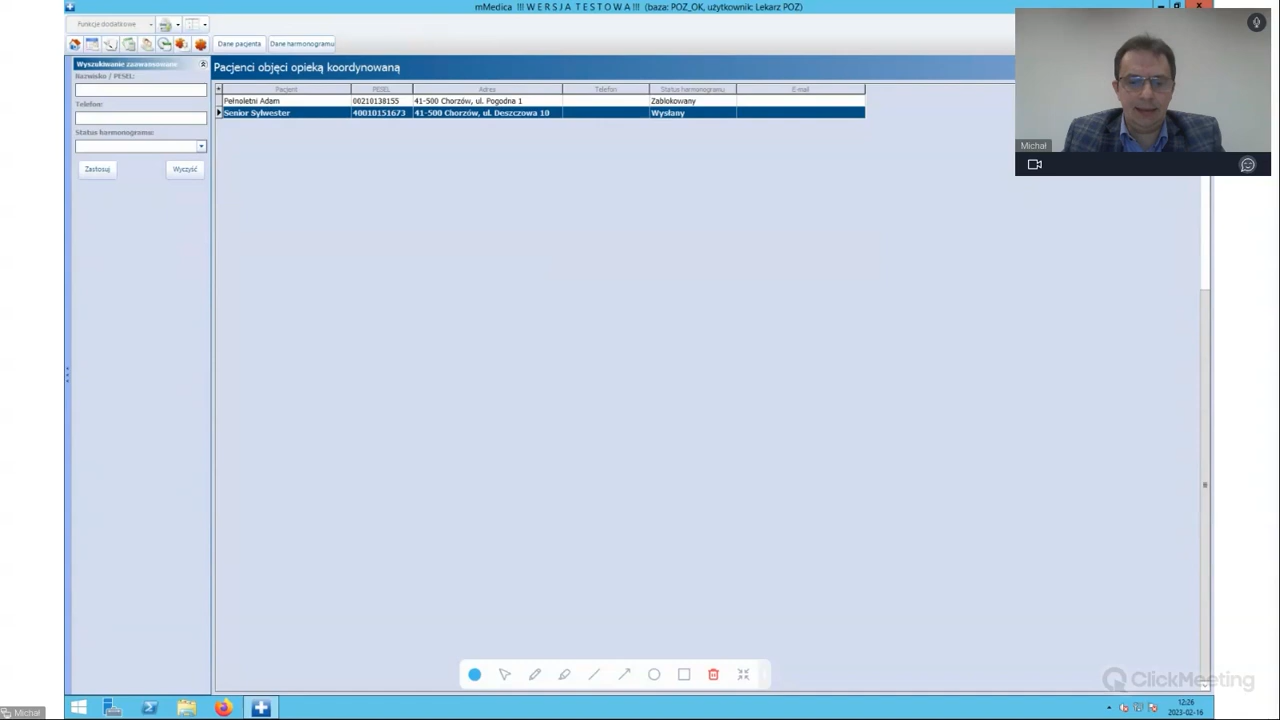 mMedica !!! W E R S J A T E S T O W A !!! (baza: POZ_OK, użytkownik: Lekarz POZ)
Funkcje dodatkowe
Dane pacjenta
Dane harmonogramu
Wyszukiwanie zaawansowane
Nazwisko / PESEL:
Telefon:
Status harmonogramu:
Zastosuj
Wyczyść
Pacjenci objęci opieką koordynowaną
Pacjent PESEL Adres Telefon Status harmonogramu E-mail
Pełnoletni Adam 00210138155 41-500 Chorzów, ul. Pogodna 1 Zablokowany
Senior Sylwester 40010151673 41-500 Chorzów, ul. Deszczowa 10 Wysłany
Michał
ClickMeeting
12:26
2023-02-16
Michał